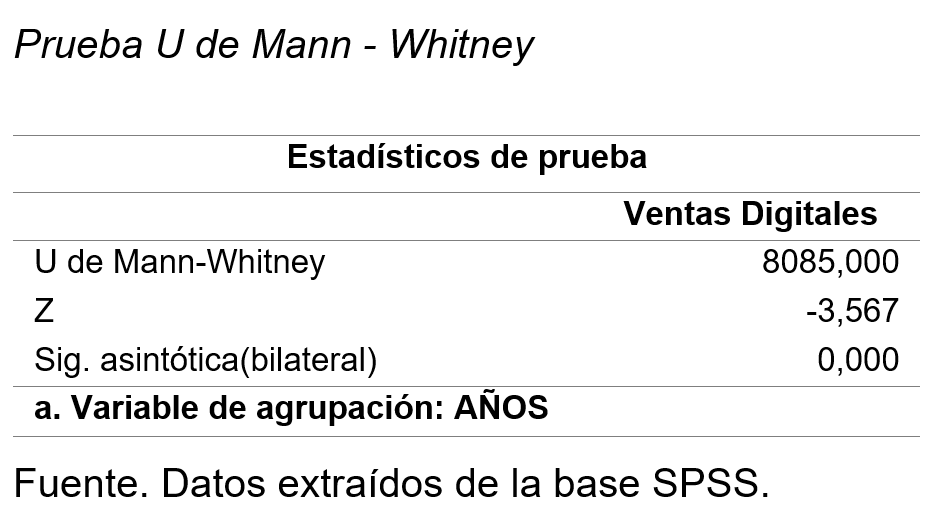 Prueba U de Mann - Whitney
Estadísticos de prueba
Ventas Digitales
U de Mann-Whitney 8085,000
Z -3,567
Sig. asintótica(bilateral) 0,000
a. Variable de agrupación: AÑOS
Fuente. Datos extraídos de la base SPSS.